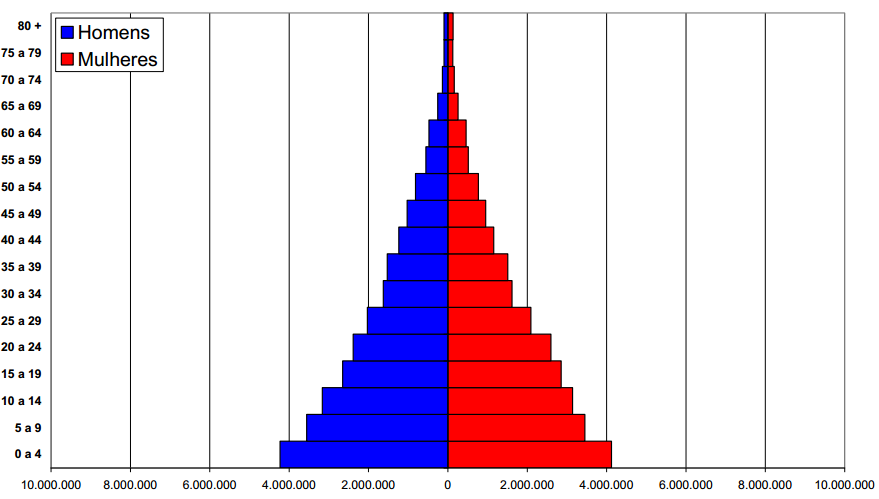 Homens
Mulheres
80 +
75 a 79
70 a 74
65 a 69
60 a 64
55 a 59
50 a 54
45 a 49
40 a 44
35 a 39
30 a 34
25 a 29
20 a 24
15 a 19
10 a 14
5 a 9
0 a 4
10.000.000 8.000.000 6.000.000 4.000.000 2.000.000 0 2.000.000 4.000.000 6.000.000 8.000.000 10.000.000